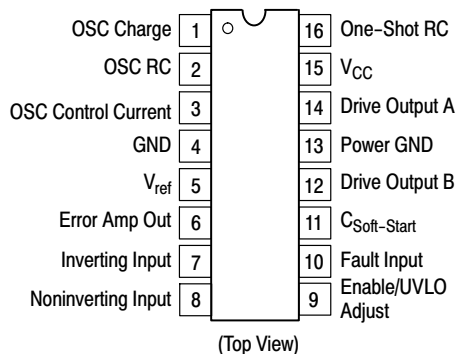 OSC Charge 1 16 One-Shot RC
OSC RC 2 15 VCC
OSC Control Current 3 14 Drive Output A
GND 4 13 Power GND
Vref 5 12 Drive Output B
Error Amp Out 6 11 CSoft-Start
Inverting Input 7 10 Fault Input
Noninverting Input 8 9 Enable/UVLO
Adjust
(Top View)